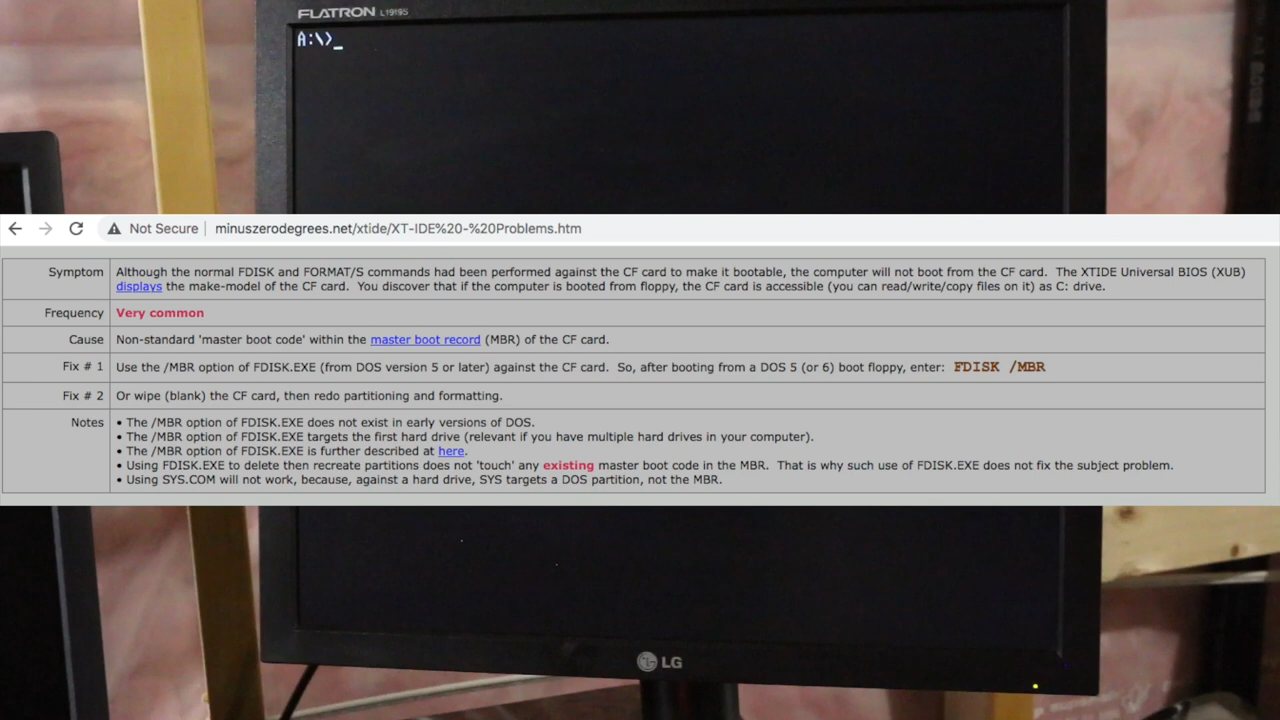 FLATRON L1919S
A:\>_
Not Secure | minuszerodegrees.net/xtide/XT-IDE%20-%20Problems.htm
Symptom Although the normal FDISK and FORMAT/S commands had been performed against the CF card to make it bootable, the computer will not boot from the CF card. The XTIDE Universal BIOS (XUB)
displays the make-model of the CF card. You discover that if the computer is booted from floppy, the CF card is accessible (you can read/write/copy files on it) as C: drive.
Frequency Very common
Cause Non-standard 'master boot code' within the master boot record (MBR) of the CF card.
Fix # 1 Use the /MBR option of FDISK.EXE (from DOS version 5 or later) against the CF card. So, after booting from a DOS 5 (or 6) boot floppy, enter: FDISK /MBR
Fix # 2 Or wipe (blank) the CF card, then redo partitioning and formatting.
Notes • The /MBR option of FDISK.EXE does not exist in early versions of DOS.
• The /MBR option of FDISK.EXE targets the first hard drive (relevant if you have multiple hard drives in your computer).
• The /MBR option of FDISK.EXE is further described at here.
• Using FDISK.EXE to delete then recreate partitions does not 'touch' any existing master boot code in the MBR. That is why such use of FDISK.EXE does not fix the subject problem.
• Using SYS.COM will not work, because, against a hard drive, SYS targets a DOS partition, not the MBR.
LG